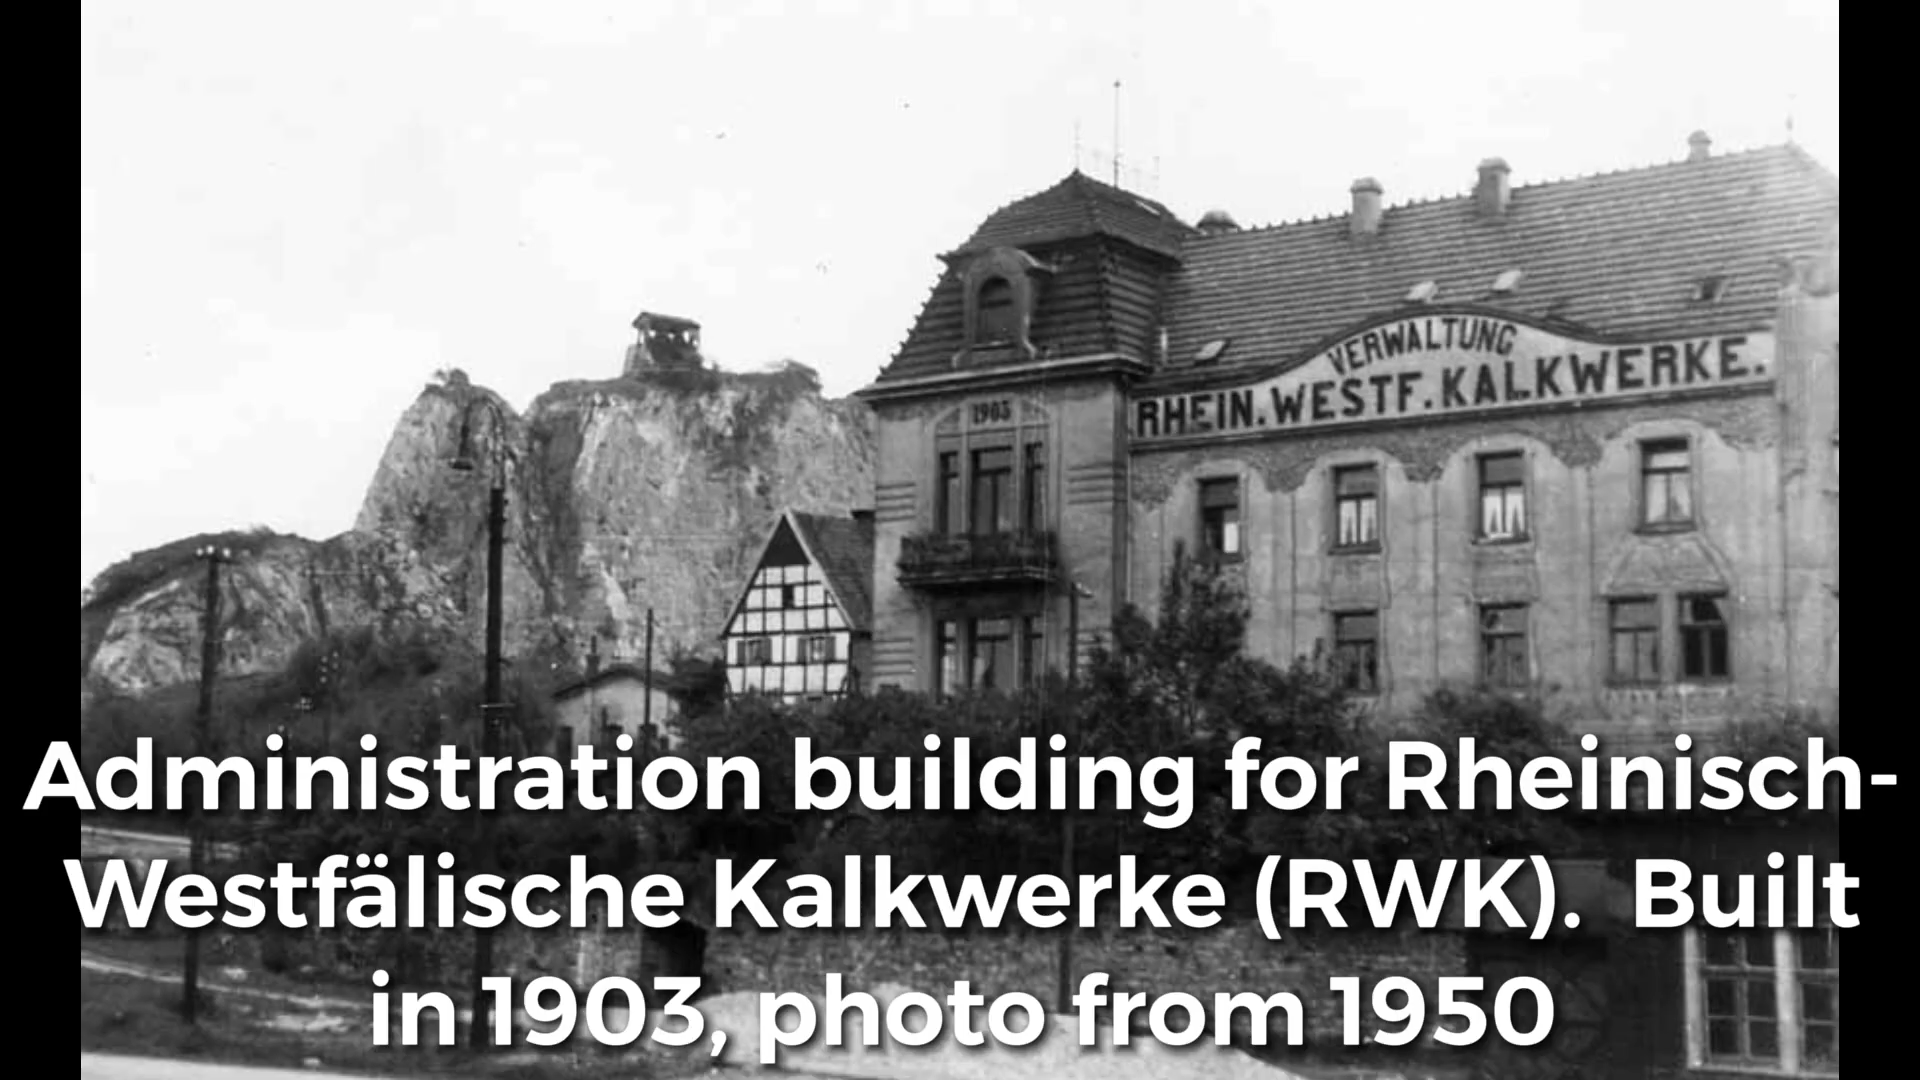 VERWALTUNG
RHEIN. WESTF. KALKWERKE.
1903
Administration building for Rheinisch-
Westfälische Kalkwerke (RWK).  Built
in 1903, photo from 1950